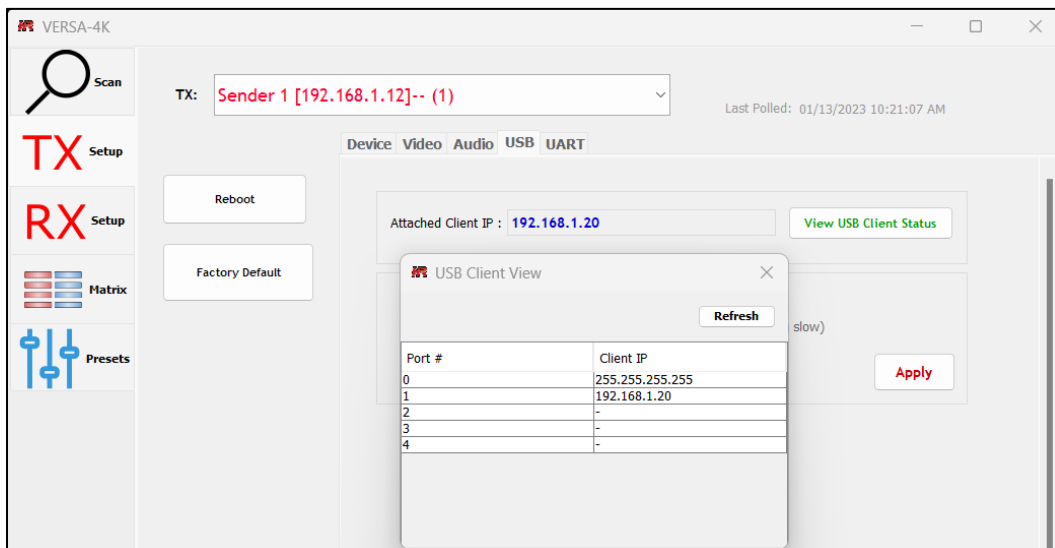 VERSA-4K
Scan
TX: Sender 1 [192.168.1.12]-- (1)
Last Polled: 01/13/2023 10:21:07 AM
TX Setup
Device Video Audio USB UART
Reboot
RX Setup
Attached Client IP : 192.168.1.20 View USB Client Status
Factory Default
USB Client View
Matrix
Refresh
slow)
Port # Client IP
Presets
Apply
0 255.255.255.255
1 192.168.1.20
2 -
3 -
4 -